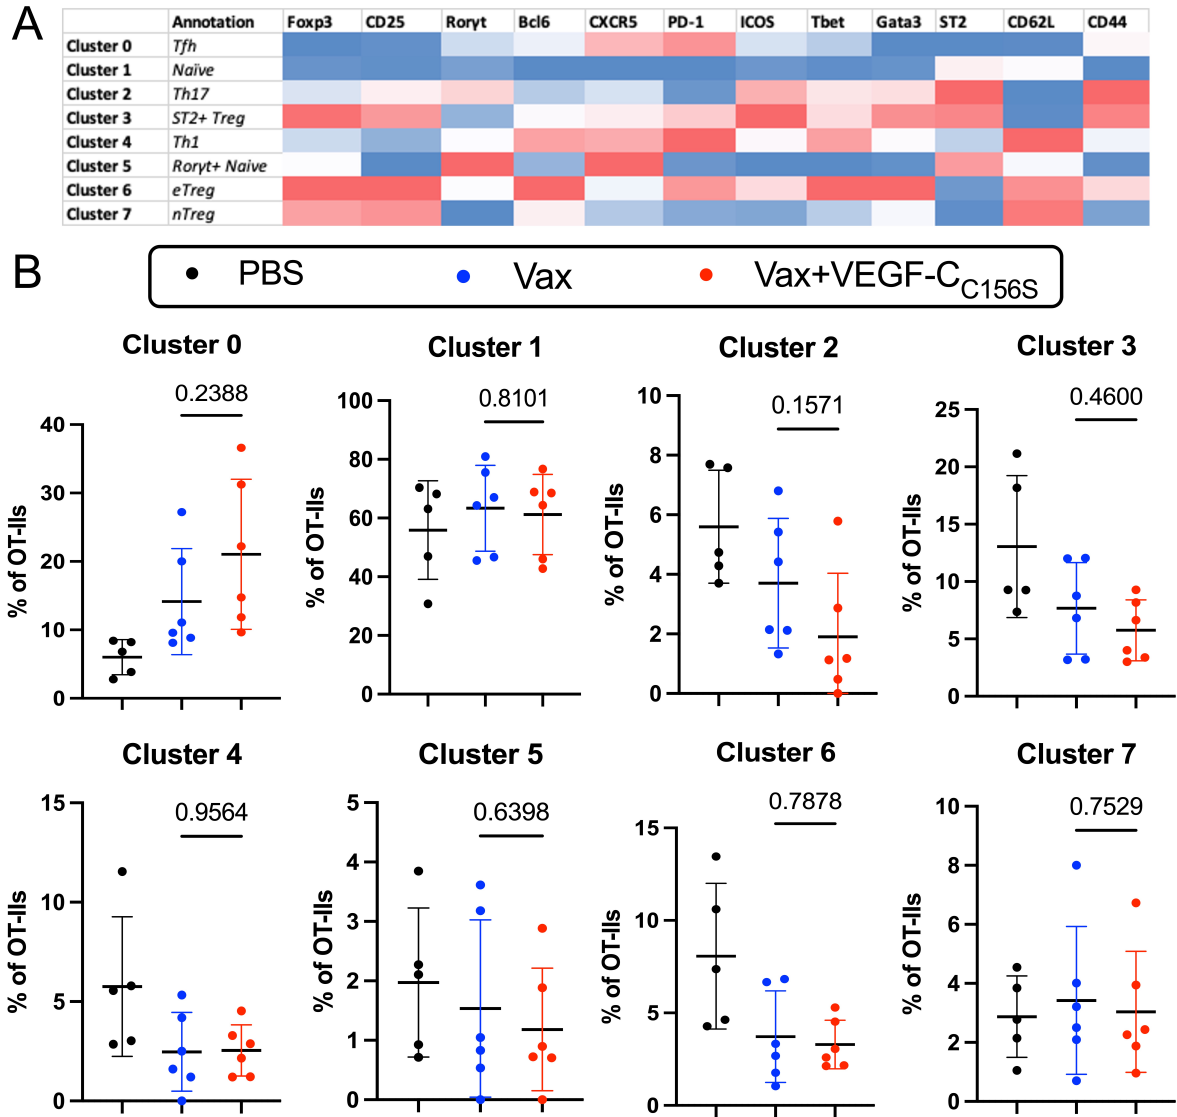 A
Annotation Foxp3 CD25 Rorγt Bcl6 CXCR5 PD-1 ICOS Tbet Gata3 ST2 CD62L CD44
Cluster 0 Tfh
Cluster 1 Naïve
Cluster 2 Th17
Cluster 3 ST2+ Treg
Cluster 4 Th1
Cluster 5 Rorγt+ Naive
Cluster 6 eTreg
Cluster 7 nTreg
B
PBS Vax Vax+VEGF-C C156S
Cluster 0
0.2388
% of OT-IIs
40
30
20
10
0
Cluster 1
0.8101
% of OT-IIs
100
80
60
40
20
0
Cluster 2
0.1571
% of OT-IIs
10
8
6
4
2
0
Cluster 3
0.4600
% of OT-IIs
25
20
15
10
5
0
Cluster 4
0.9564
% of OT-IIs
15
10
5
0
Cluster 5
0.6398
% of OT-IIs
5
4
3
2
1
0
Cluster 6
0.7878
% of OT-IIs
15
10
5
0
Cluster 7
0.7529
% of OT-IIs
10
8
6
4
2
0